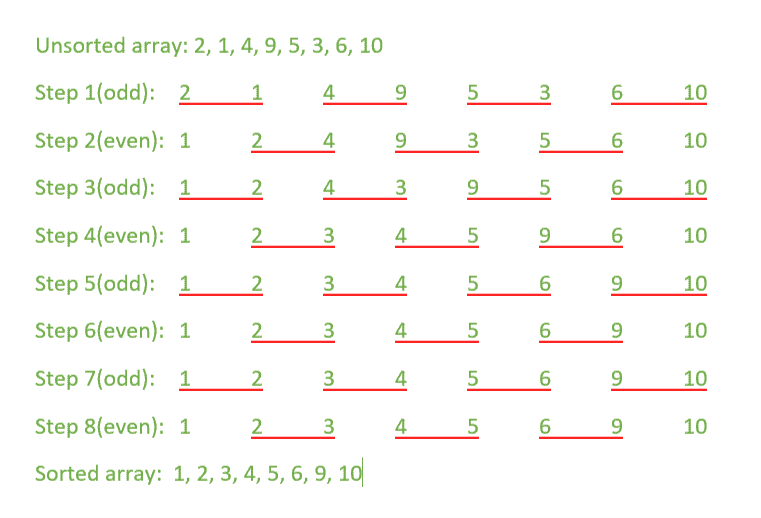 Unsorted array: 2, 1, 4, 9, 5, 3, 6, 10
Step 1(odd): 2 1 4 9 5 3 6 10
Step 2(even): 1 2 4 9 3 5 6 10
Step 3(odd): 1 2 4 3 9 5 6 10
Step 4(even): 1 2 3 4 5 9 6 10
Step 5(odd): 1 2 3 4 5 6 9 10
Step 6(even): 1 2 3 4 5 6 9 10
Step 7(odd): 1 2 3 4 5 6 9 10
Step 8(even): 1 2 3 4 5 6 9 10
Sorted array: 1, 2, 3, 4, 5, 6, 9, 10